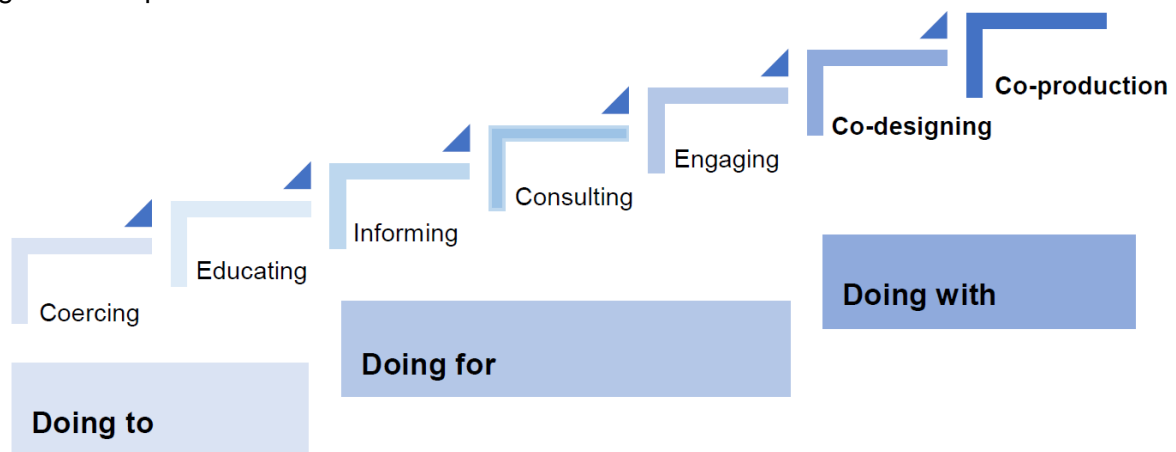 Co-production
Co-designing
Engaging
Consulting
Informing
Educating
Coercing
Doing with
Doing for
Doing to